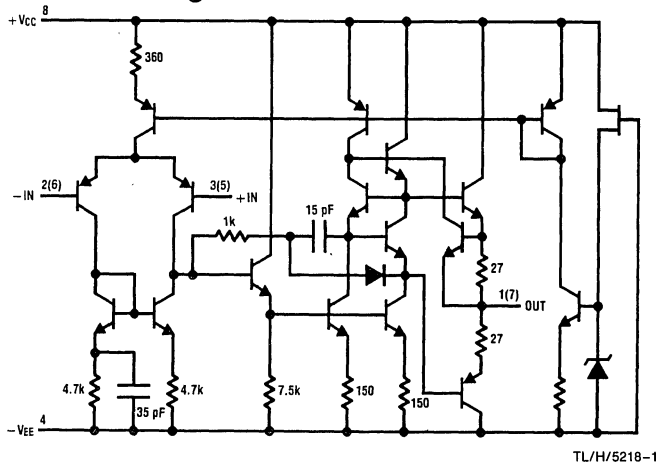 +VCC 8
360
-IN 2(6)
3(5) +IN
1k
15 pF
27
1(7) OUT
27
4.7k
35 pF
4.7k
7.5k
150
150
-VEE 4
TL/H/5218-1